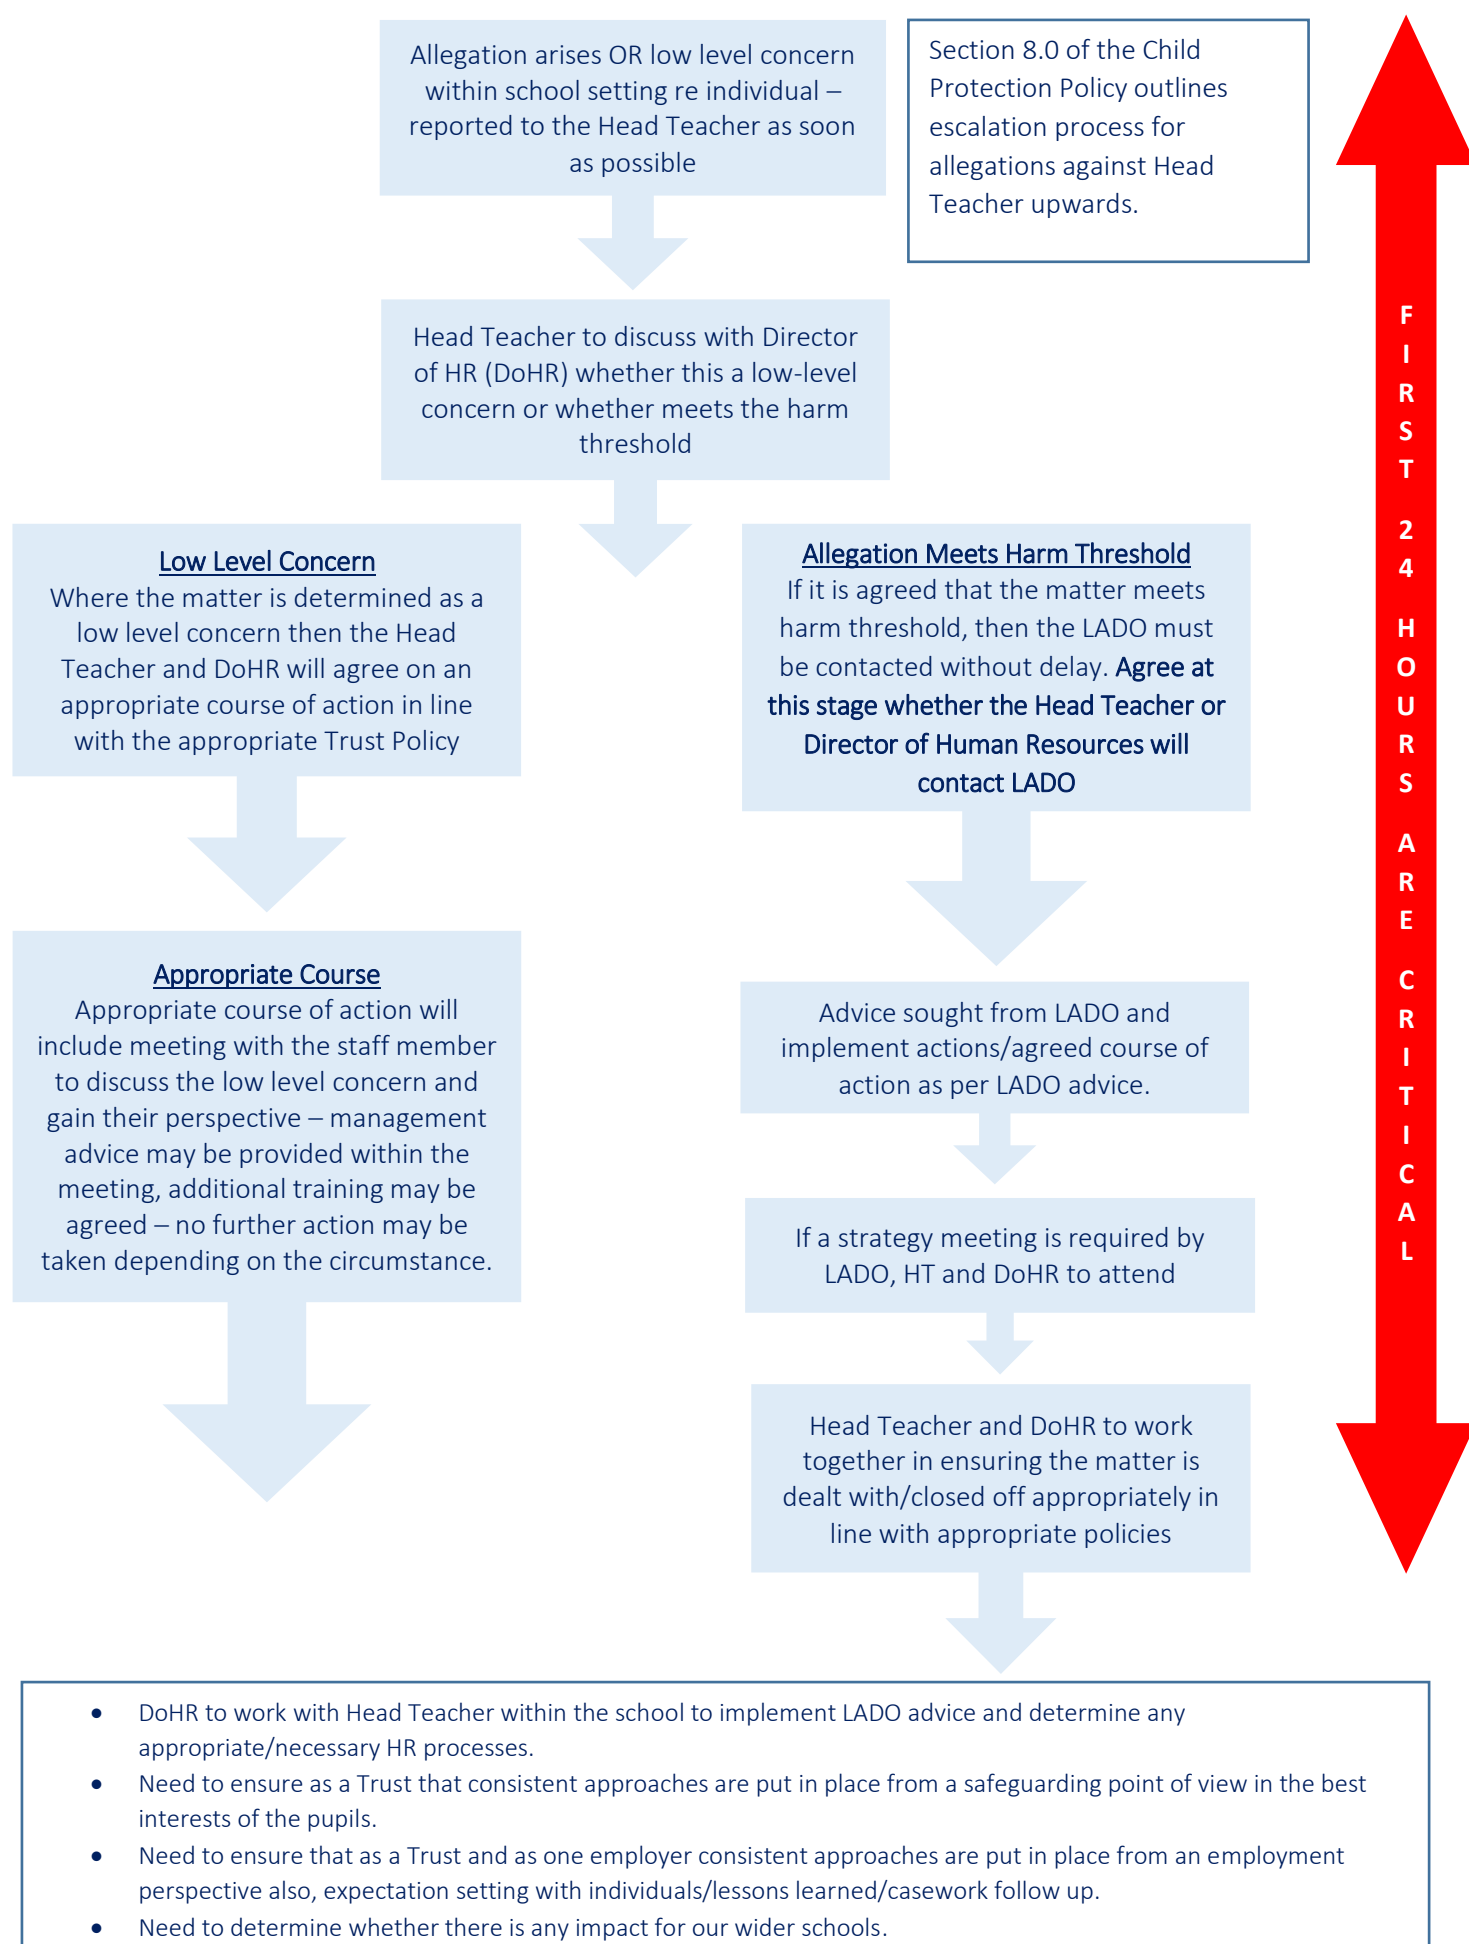 Allegation arises OR low level concern
within school setting re individual –
reported to the Head Teacher as soon
as possible
Section 8.0 of the Child
Protection Policy outlines
escalation process for
allegations against Head
Teacher upwards.
Head Teacher to discuss with Director
of HR (DoHR) whether this a low-level
concern or whether meets the harm
threshold
Low Level Concern
Where the matter is determined as a
low level concern then the Head
Teacher and DoHR will agree on an
appropriate course of action in line
with the appropriate Trust Policy
Allegation Meets Harm Threshold
If it is agreed that the matter meets
harm threshold, then the LADO must
be contacted without delay. Agree at
this stage whether the Head Teacher or
Director of Human Resources will
contact LADO
Appropriate Course
Appropriate course of action will
include meeting with the staff member
to discuss the low level concern and
gain their perspective – management
advice may be provided within the
meeting, additional training may be
agreed – no further action may be
taken depending on the circumstance.
Advice sought from LADO and
implement actions/agreed course of
action as per LADO advice.
If a strategy meeting is required by
LADO, HT and DoHR to attend
Head Teacher and DoHR to work
together in ensuring the matter is
dealt with/closed off appropriately in
line with appropriate policies
FIRST 24 HOURS ARE CRITICAL
• DoHR to work with Head Teacher within the school to implement LADO advice and determine any
appropriate/necessary HR processes.
• Need to ensure as a Trust that consistent approaches are put in place from a safeguarding point of view in the best
interests of the pupils.
• Need to ensure that as a Trust and as one employer consistent approaches are put in place from an employment
perspective also, expectation setting with individuals/lessons learned/casework follow up.
• Need to determine whether there is any impact for our wider schools.